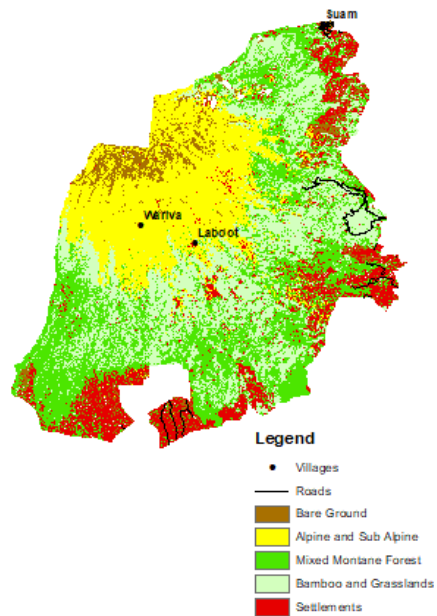 Suam
Wariva
Laboot
Legend
Villages
Roads
Bare Ground
Alpine and Sub Alpine
Mixed Montane Forest
Bamboo and Grasslands
Settlements